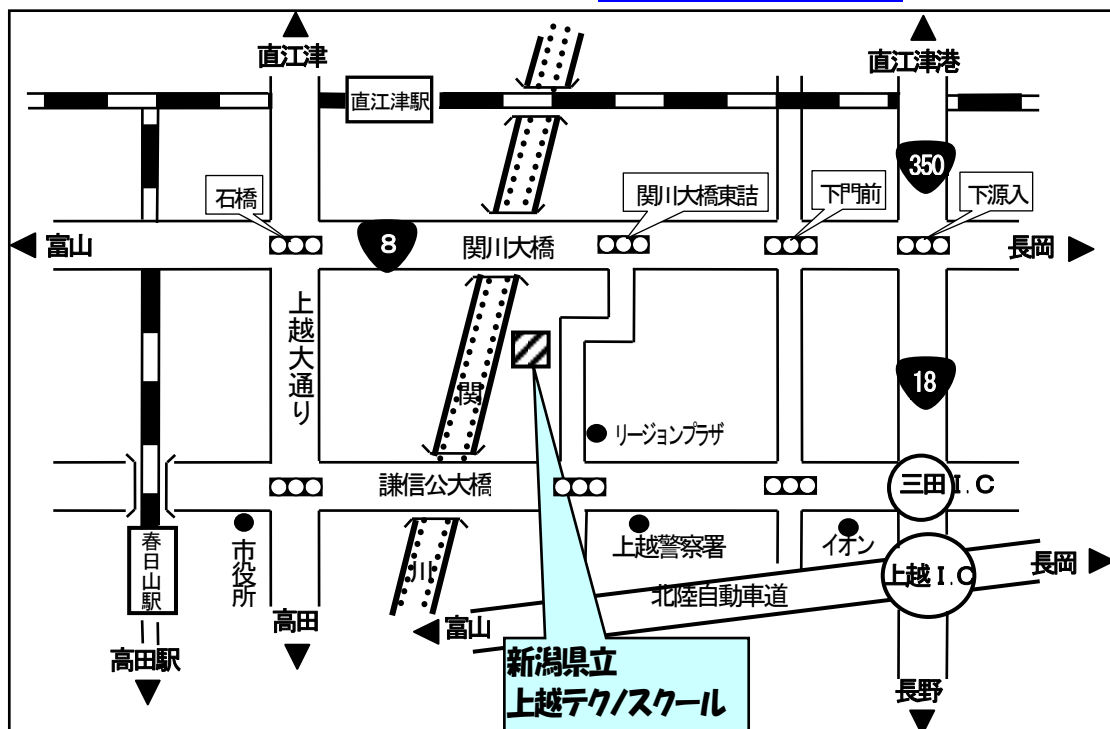 直江津
直江津港
直江津駅
350
石橋
関川大橋東詰
下門前
下源入
富山
8
関川大橋
長岡
上越大通り
関
18
リージョンプラザ
謙信公大橋
三田I.C
春日山駅
市役所
川
上越警察署
イオン
上越I.C
長岡
北陸自動車道
高田
富山
高田駅
新潟県立
上越テクノスクール
長野